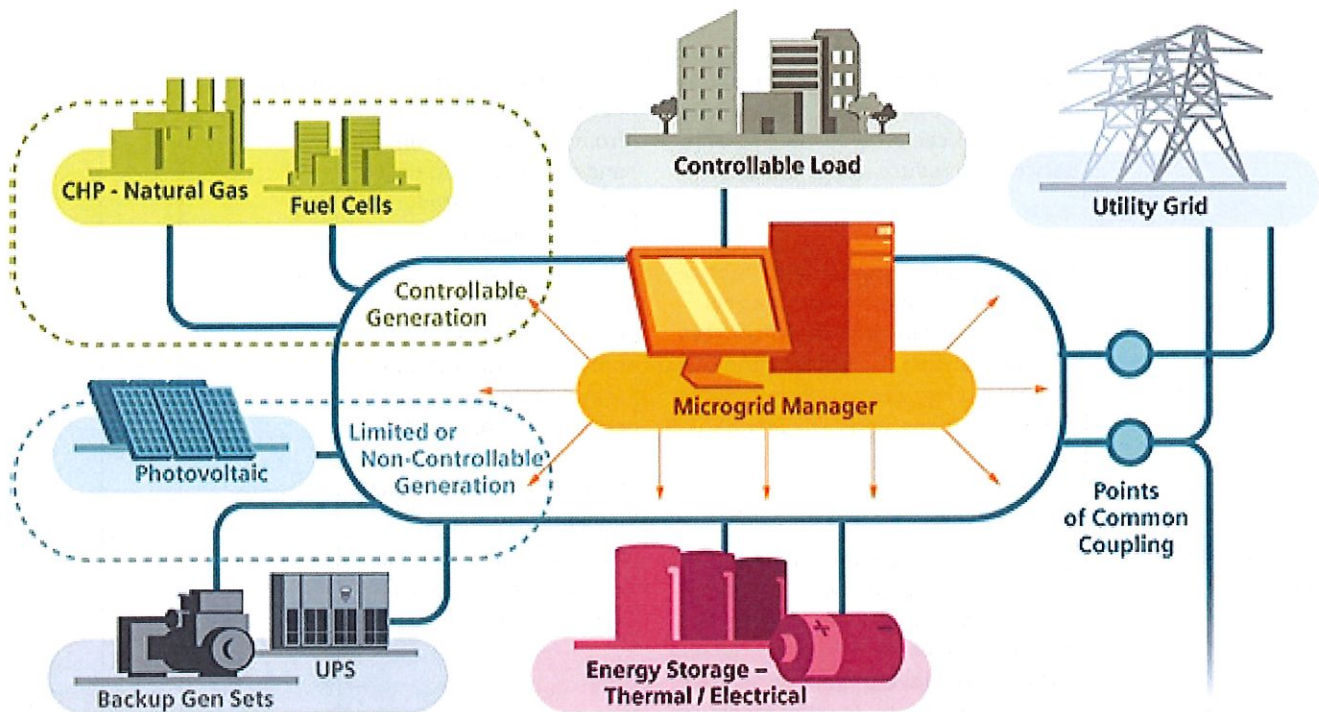 CHP - Natural Gas
Fuel Cells
Controllable Load
Utility Grid
Controllable
Generation
Microgrid Manager
Photovoltaic
Limited or
Non-Controllable
Generation
Points
of Common
Coupling
Backup Gen Sets
UPS
Energy Storage –
Thermal / Electrical